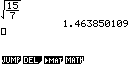 √15/7
1.463850109
JUMP DEL ▶MAT MATH